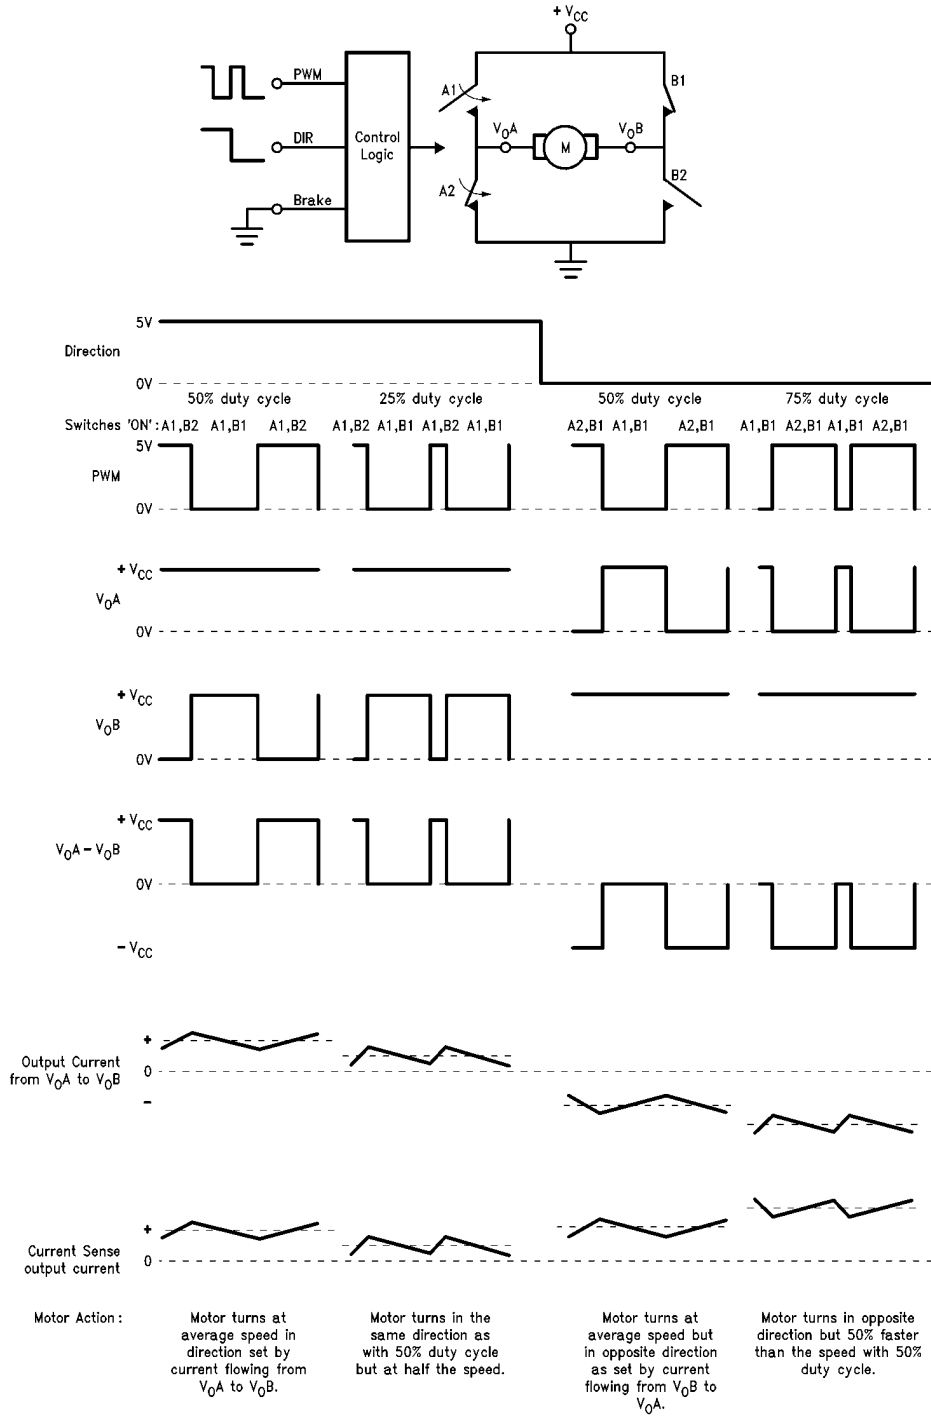 + VCC
PWM
DIR
Brake
Control
Logic
A1
A2
VOA
M
VOB
B1
B2
5V
Direction
0V
50% duty cycle 25% duty cycle 50% duty cycle 75% duty cycle
Switches 'ON': A1,B2 A1,B1 A1,B2 A1,B2 A1,B1 A1,B2 A1,B1 A2,B1 A1,B1 A2,B1 A1,B1 A2,B1 A1,B1 A2,B1
5V
PWM
0V
+ VCC
VOA
0V
+ VCC
VOB
0V
+ VCC
VOA – VOB
0V
– VCC
+
Output Current 0
from VOA to VOB
–
+
Current Sense 0
output current
Motor Action :
Motor turns at
average speed in
direction set by
current flowing from
VOA to VOB.
Motor turns in the
same direction as
with 50% duty cycle
but at half the speed.
Motor turns at
average speed but
in opposite direction
as set by current
flowing from VOB to
VOA.
Motor turns in opposite
direction but 50% faster
than the speed with 50%
duty cycle.